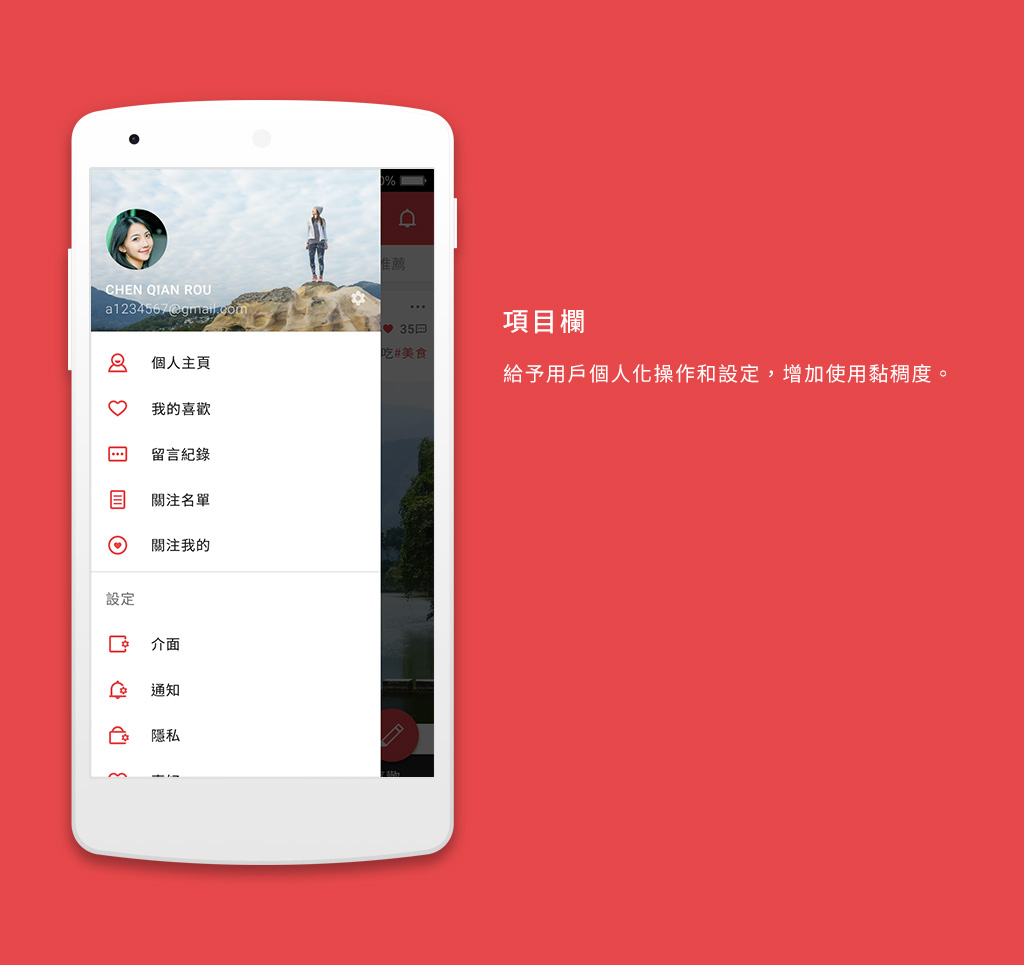 0%
推薦
CHEN QIAN ROU
a1234567@gmail.com
35
吃#美食
個人主頁
我的喜歡
留言紀錄
關注名單
關注我的
設定
介面
通知
隱私
項目欄
給予用戶個人化操作和設定，增加使用黏稠度。